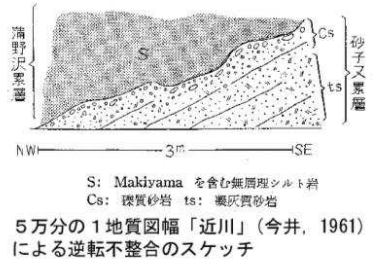 蒲野沢累層
S
Cs
ts
砂子又累層
NW
3m
SE
S: Makiyama を含む無層理シルト岩
Cs: 礫質砂岩 ts: 凝灰質砂岩
5万分の1地質図幅「近川」(今井, 1961)
による逆転不整合のスケッチ